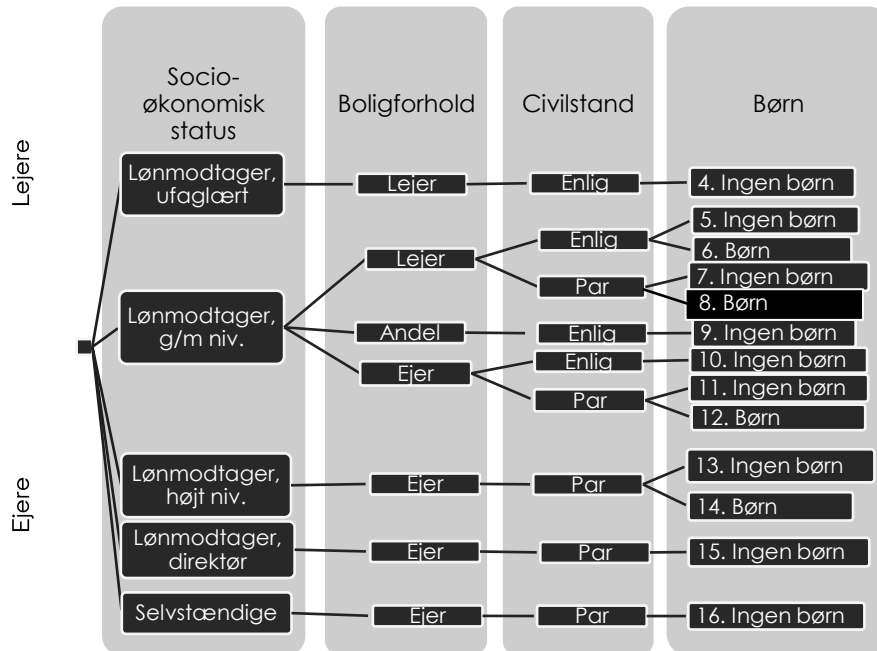 Socio-
økonomisk
status
Boligforhold
Civilstand
Børn
Lejere
Lønmodtager,
ufaglært
Lejer
Enlig
4. Ingen børn
Lønmodtager,
g/m niv.
Lejer
Enlig
5. Ingen børn
6. Børn
Par
7. Ingen børn
8. Børn
Andel
Enlig
9. Ingen børn
Ejer
Enlig
10. Ingen børn
Par
11. Ingen børn
12. Børn
Ejere
Lønmodtager,
højt niv.
Ejer
Par
13. Ingen børn
14. Børn
Lønmodtager,
direktør
Ejer
Par
15. Ingen børn
Selvstændige
Ejer
Par
16. Ingen børn